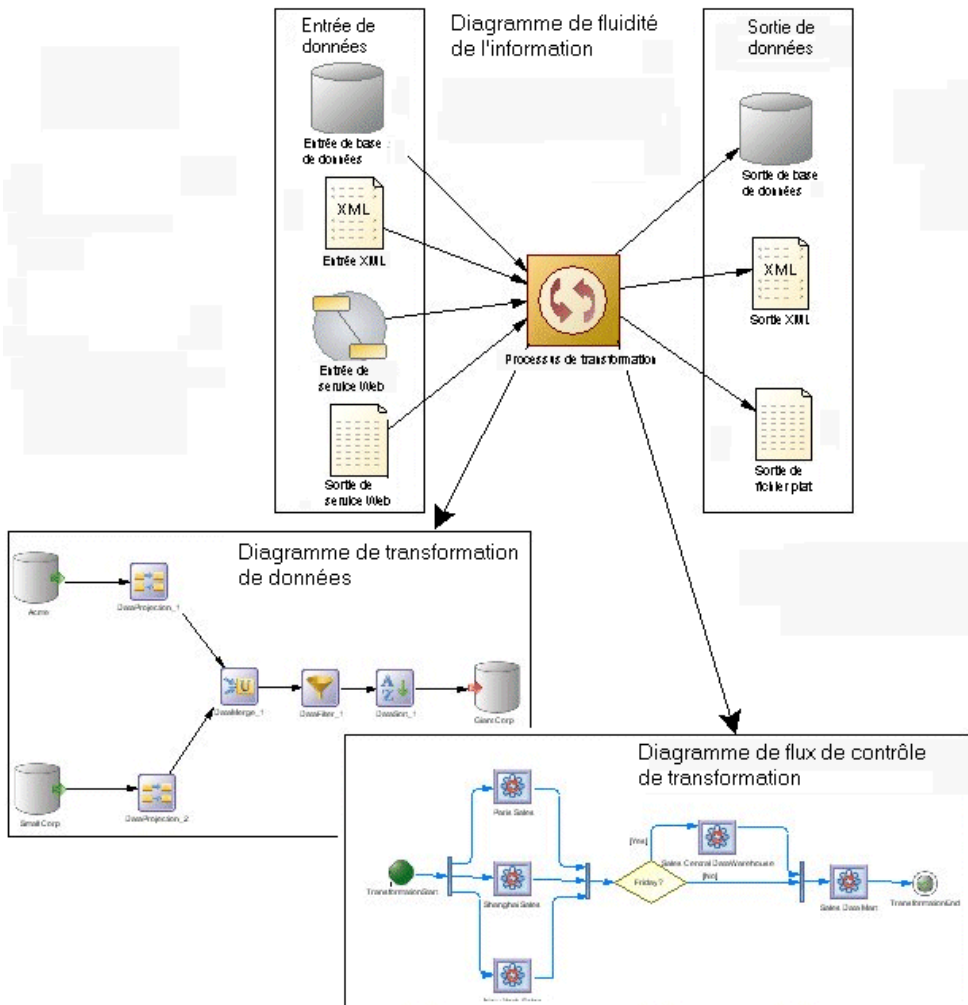 Entrée de
données
Diagramme de fluidité
de l'information
Sortie de
données
Entrée de base
de données
XML
Entrée XML
Entrée de
service Web
Sortie de
service Web
Processus de transformation
Sortie de base
de données
XML
Sortie XML
Sortie de
fichier plat
Diagramme de transformation
de données
Acme
DataProjection_1
DataMerge_1
DataFilter_1
DataSort_1
GiantCorp
SmallCorp
DataProjection_2
Diagramme de flux de contrôle
de transformation
TransformationStart
Paris Sales
Shanghai Sales
Friday?
[Yes]
Sales Central DataWarehouse
[No]
Sales Data Mart
TransformationEnd